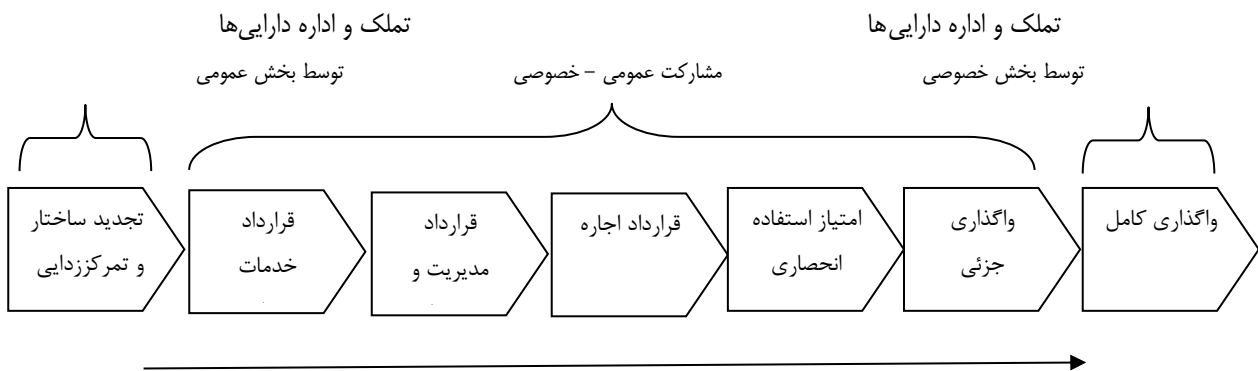 تملک و اداره دارایی‌ها
توسط بخش خصوصی
مشارکت عمومی – خصوصی
تملک و اداره دارایی‌ها
توسط بخش عمومی
تجدید ساختار
و تمرکززدایی
قرارداد
خدمات
قرارداد
مدیریت و
قرارداد اجاره
امتیاز استفاده
انحصاری
واگذاری
جزئی
واگذاری کامل